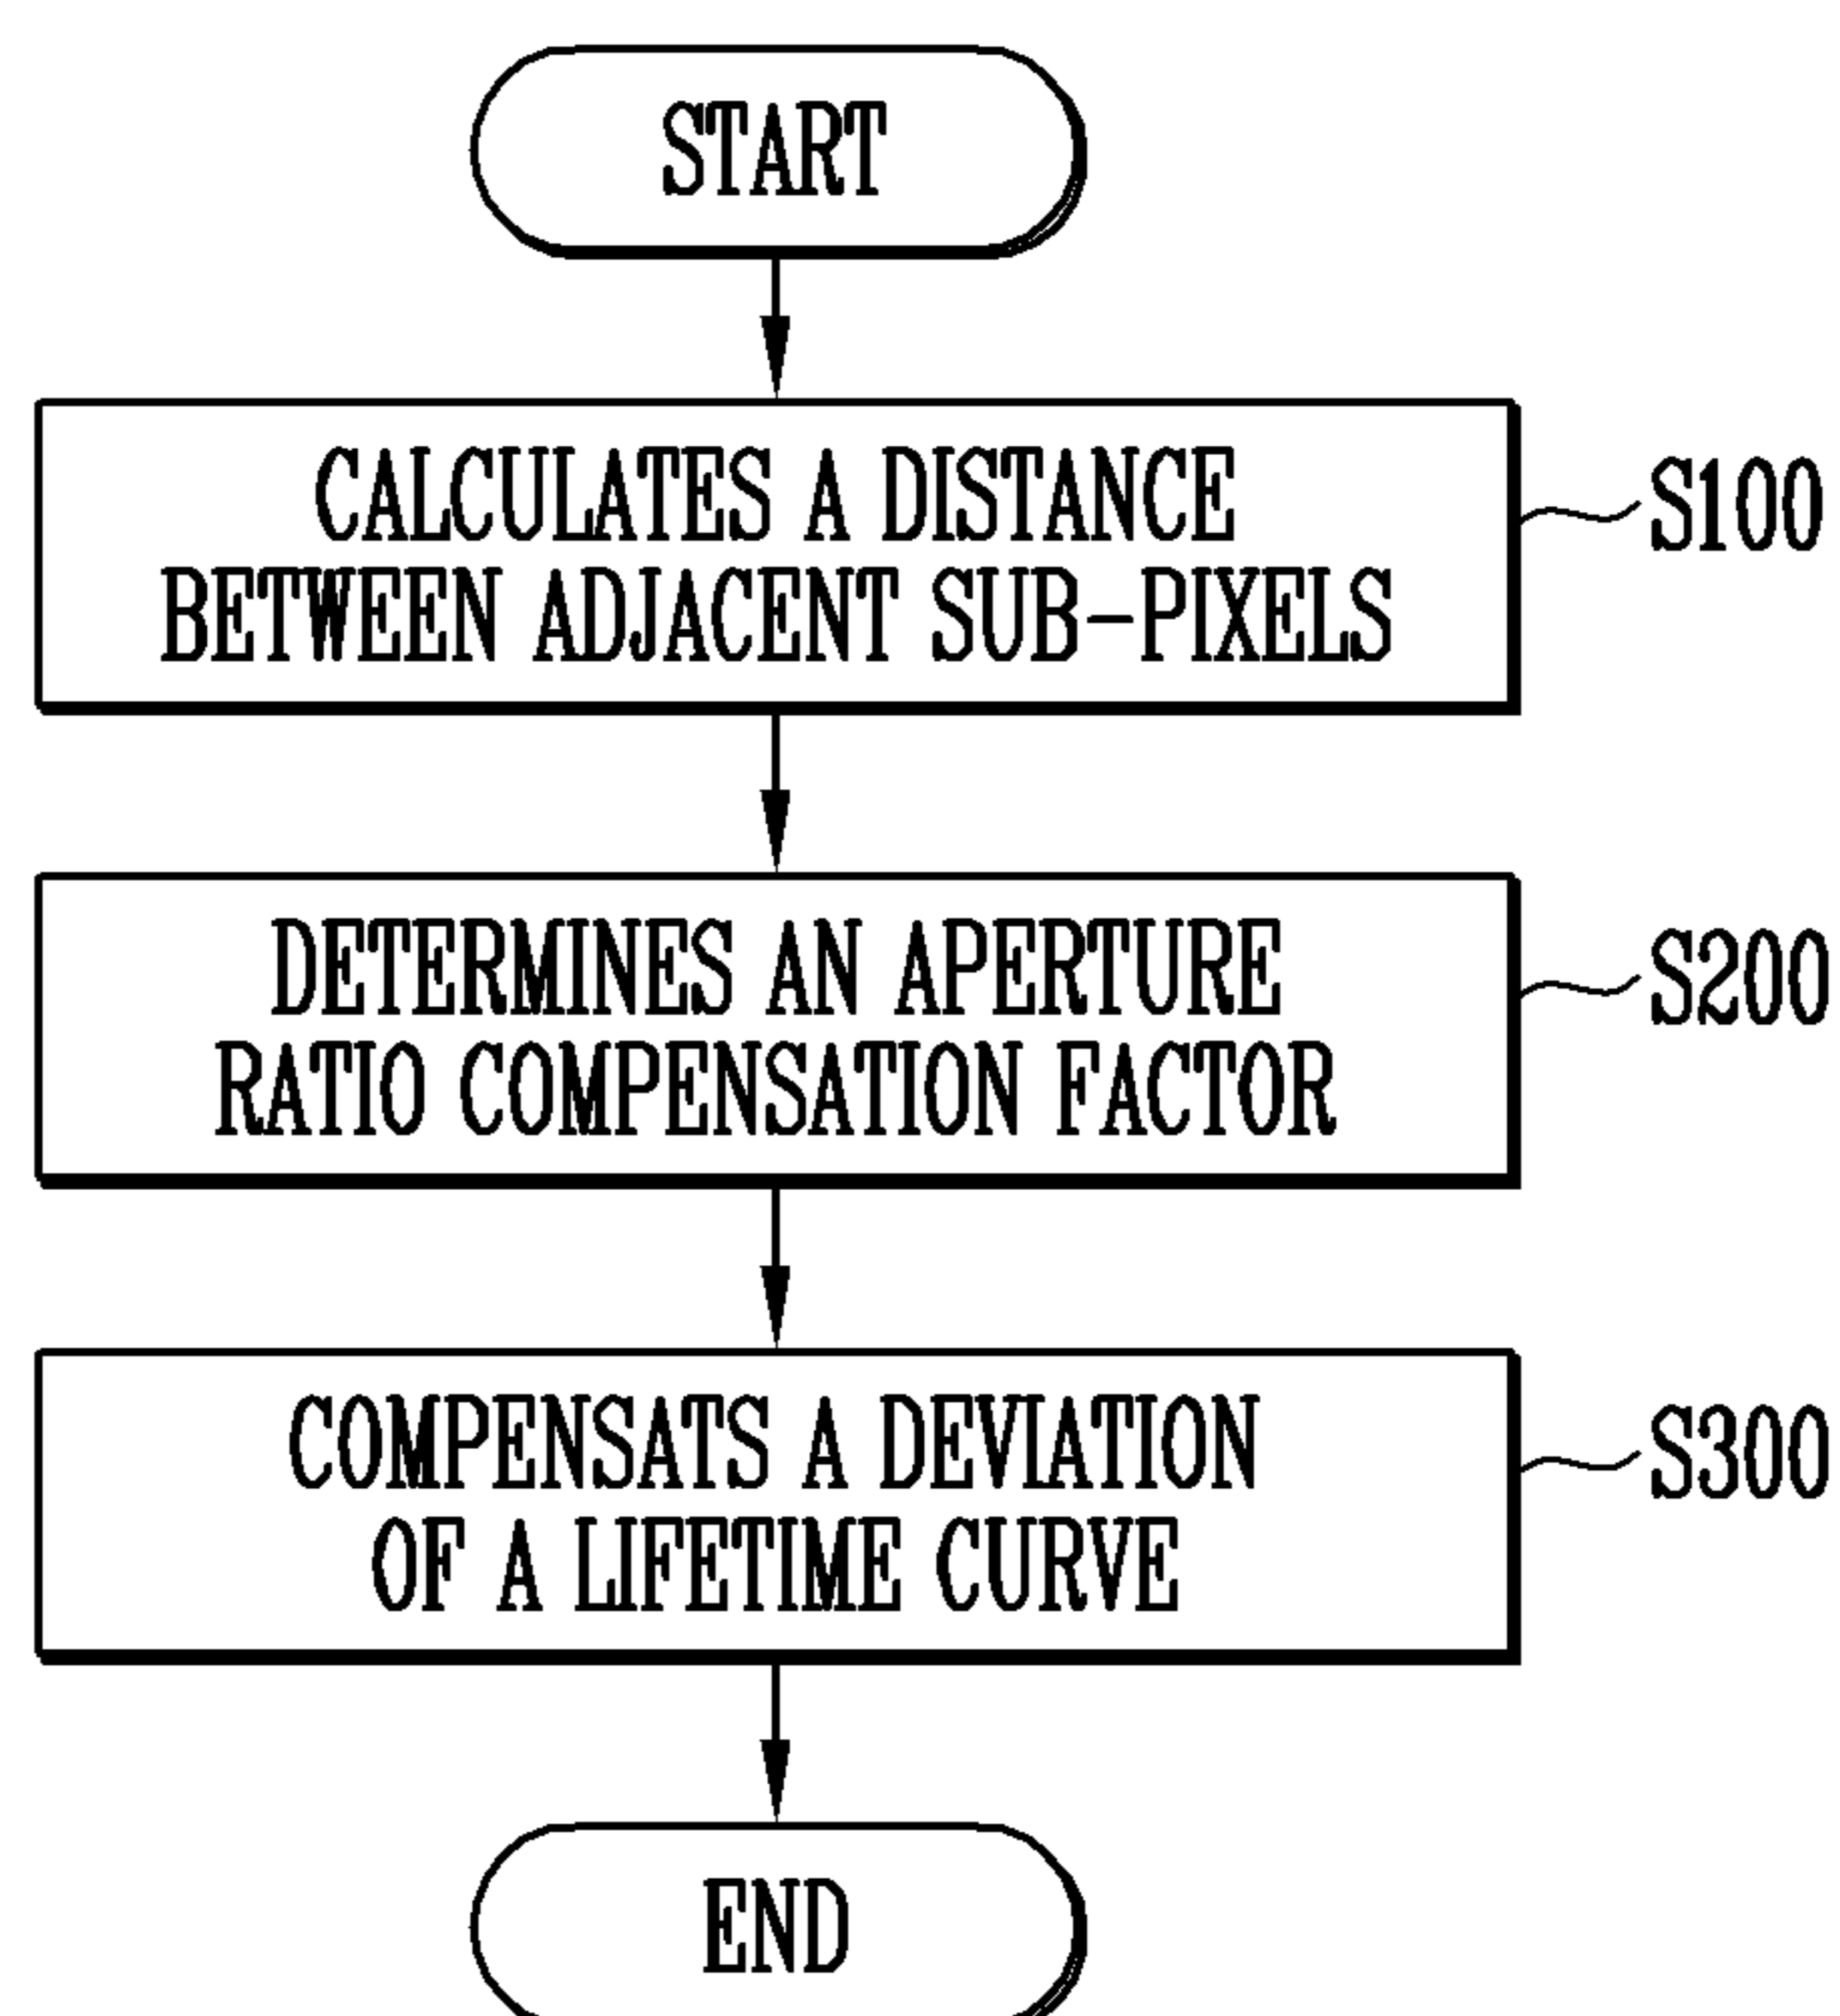 START
CALCULATES A DISTANCE
BETWEEN ADJACENT SUB-PIXELS
S100
DETERMINES AN APERTURE
RATIO COMPENSATION FACTOR
S200
COMPENSATS A DEVIATION
OF A LIFETIME CURVE
S300
END